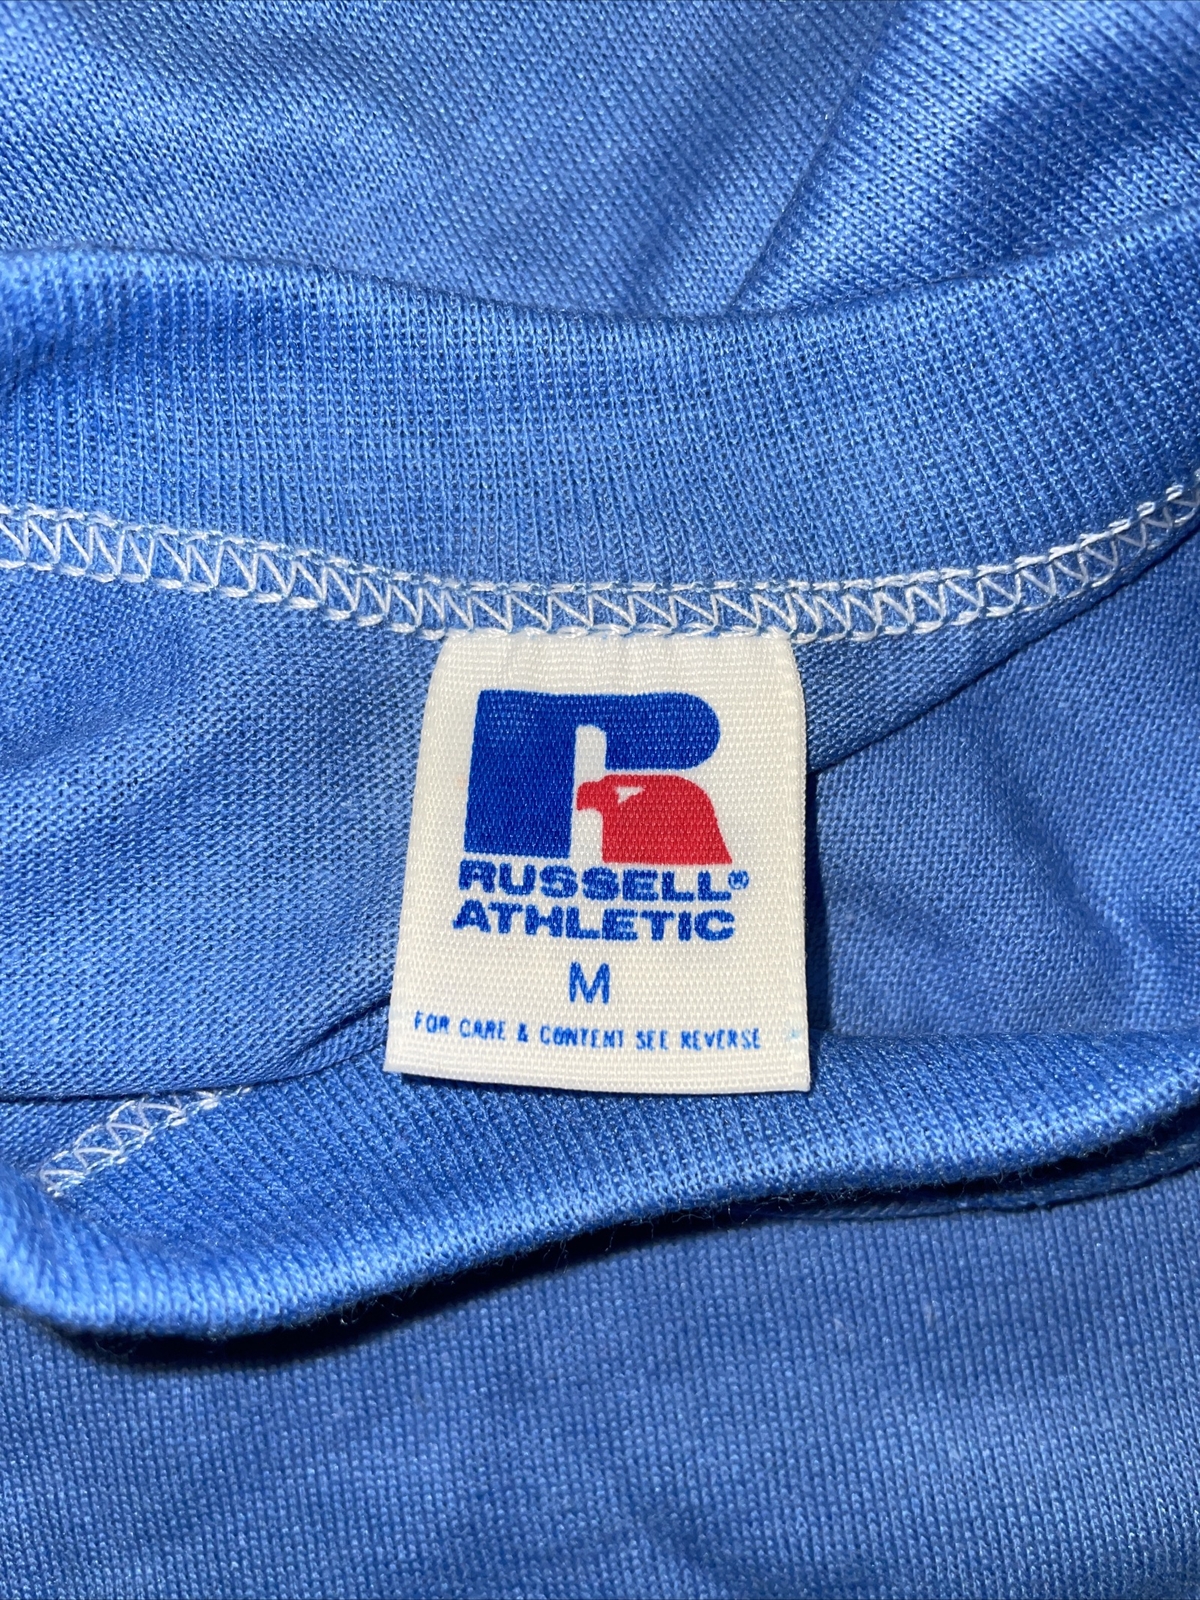 RUSSELL®
ATHLETIC
M
FOR CARE & CONTENT SEE REVERSE